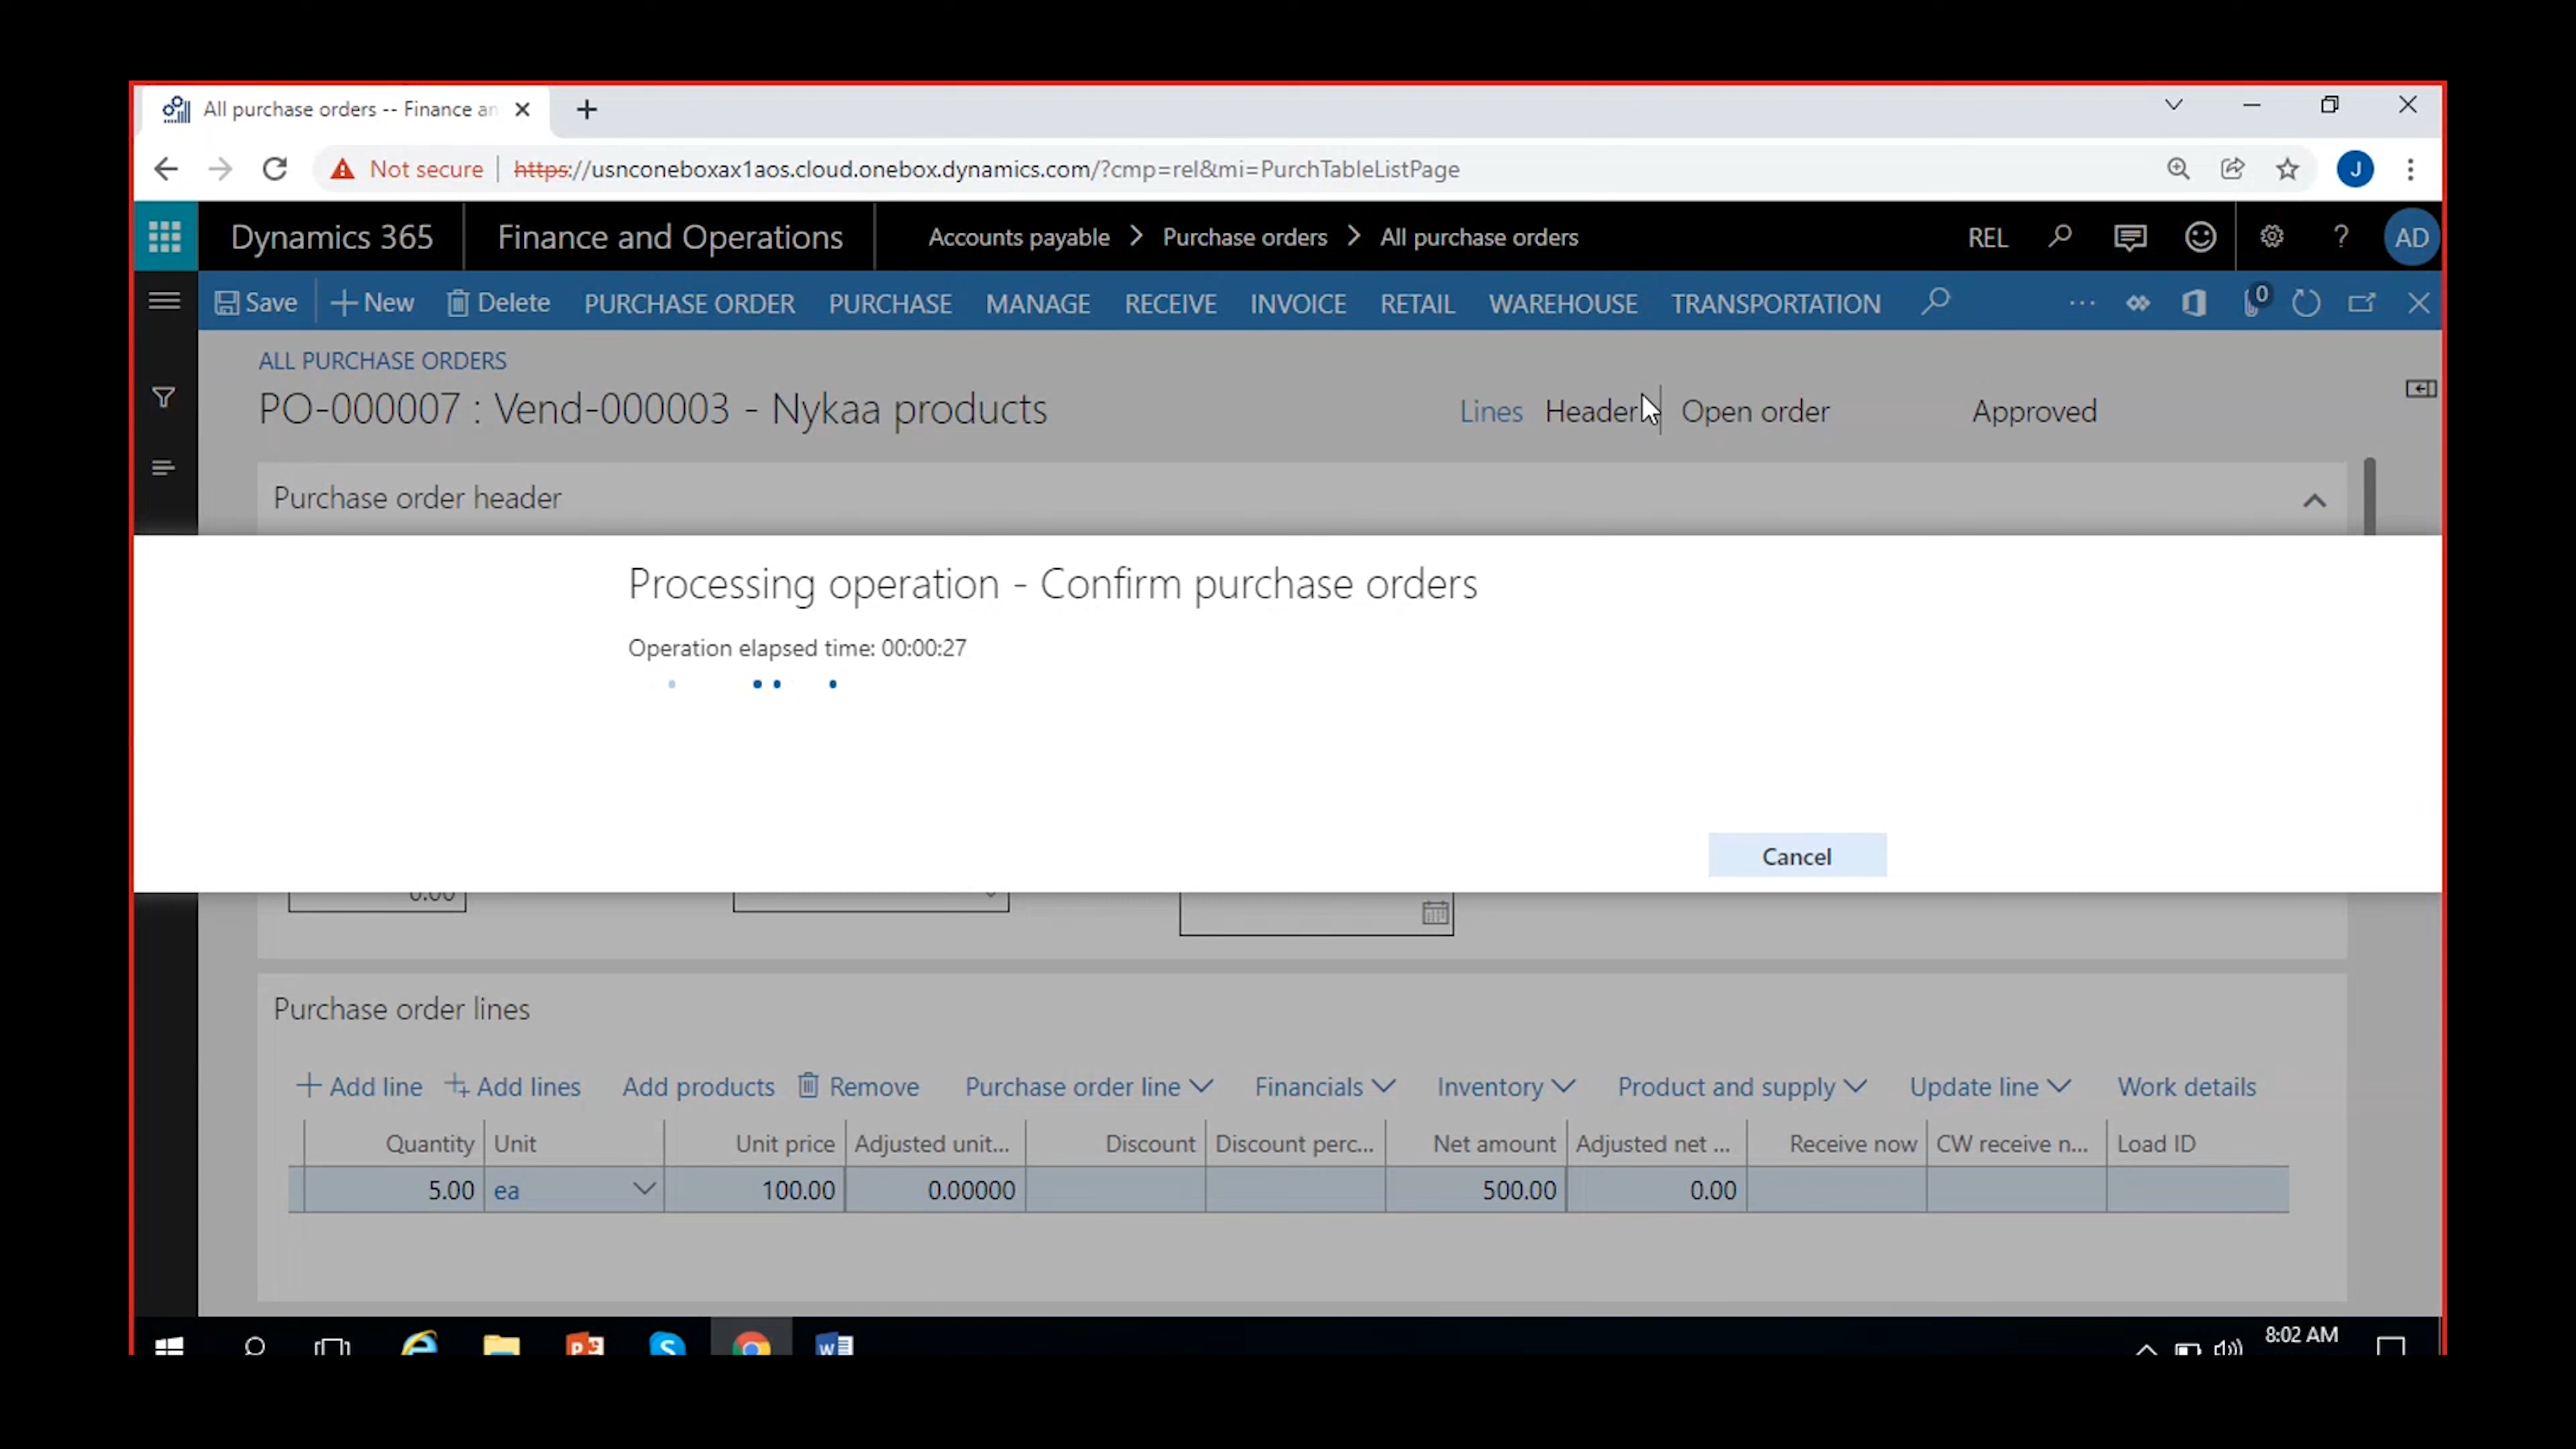 All purchase orders -- Finance an
Not secure
https://usnconeboxax1aos.cloud.onebox.dynamics.com/?cmp=rel&mi=PurchTableListPage
J
Dynamics 365
Finance and Operations
Accounts payable > Purchase orders > All purchase orders
REL
?
AD
Save
New
Delete
PURCHASE ORDER
PURCHASE
MANAGE
RECEIVE
INVOICE
RETAIL
WAREHOUSE
TRANSPORTATION
0
ALL PURCHASE ORDERS
PO-000007 : Vend-000003 - Nykaa products
Lines
Header
Open order
Approved
Purchase order header
Processing operation - Confirm purchase orders
Operation elapsed time: 00:00:27
Cancel
0.00
Purchase order lines
Add line
Add lines
Add products
Remove
Purchase order line
Financials
Inventory
Product and supply
Update line
Work details
Quantity Unit Unit price Adjusted unit... Discount Discount perc... Net amount Adjusted net ... Receive now CW receive n... Load ID
5.00 ea 100.00 0.00000 500.00 0.00
8:02 AM